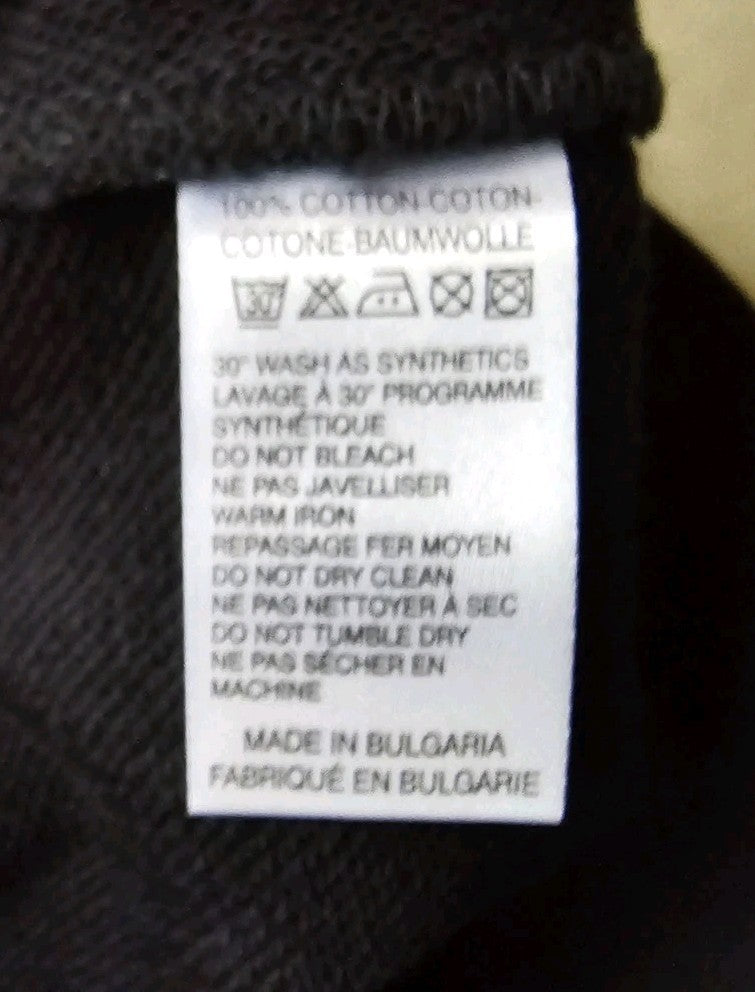 100% COTTON-COTON-
COTONE-BAUMWOLLE
30°
30° WASH AS SYNTHETICS
LAVAGE À 30° PROGRAMME
SYNTHÉTIQUE
DO NOT BLEACH
NE PAS JAVELLISER
WARM IRON
REPASSAGE FER MOYEN
DO NOT DRY CLEAN
NE PAS NETTOYER À SEC
DO NOT TUMBLE DRY
NE PAS SÉCHER EN
MACHINE
MADE IN BULGARIA
FABRIQUÉ EN BULGARIE